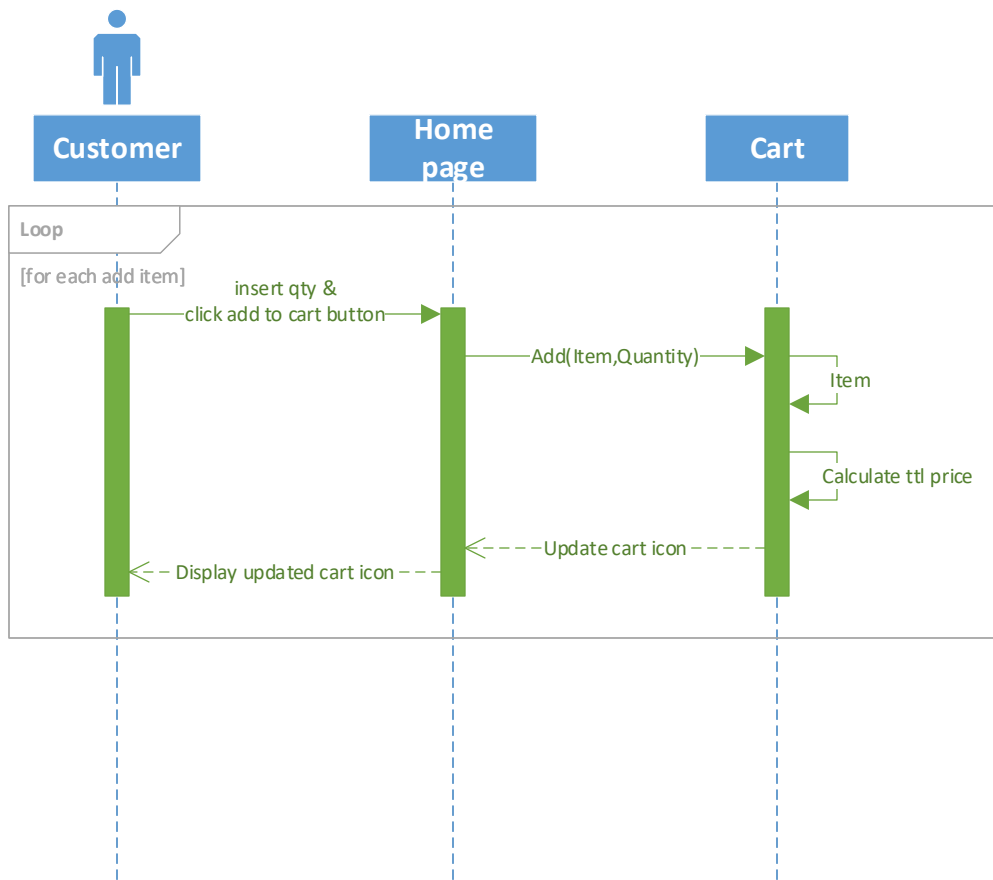 Customer
Home
page
Cart
Loop
[for each add item]
insert qty &
click add to cart button
Add(Item,Quantity)
Item
Calculate ttl price
Update cart icon
Display updated cart icon